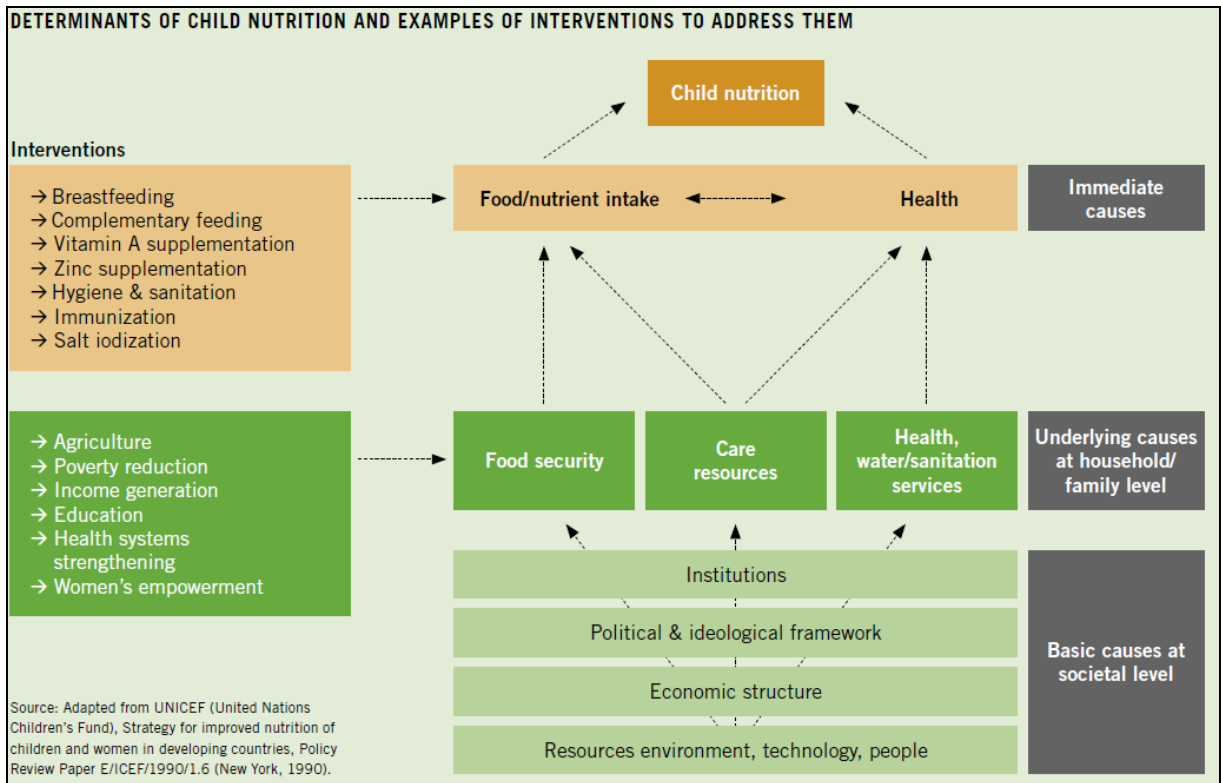 DETERMINANTS OF CHILD NUTRITION AND EXAMPLES OF INTERVENTIONS TO ADDRESS THEM
Child nutrition
Interventions
→ Breastfeeding
→ Complementary feeding
→ Vitamin A supplementation
→ Zinc supplementation
→ Hygiene & sanitation
→ Immunization
→ Salt iodization
Food/nutrient intake
Health
Immediate
causes
→ Agriculture
→ Poverty reduction
→ Income generation
→ Education
→ Health systems
strengthening
→ Women's empowerment
Food security
Care
resources
Health,
water/sanitation
services
Underlying causes
at household/
family level
Institutions
Political & ideological framework
Economic structure
Resources environment, technology, people
Basic causes at
societal level
Source: Adapted from UNICEF (United Nations
Children's Fund), Strategy for improved nutrition of
children and women in developing countries, Policy
Review Paper E/ICEF/1990/1.6 (New York, 1990).